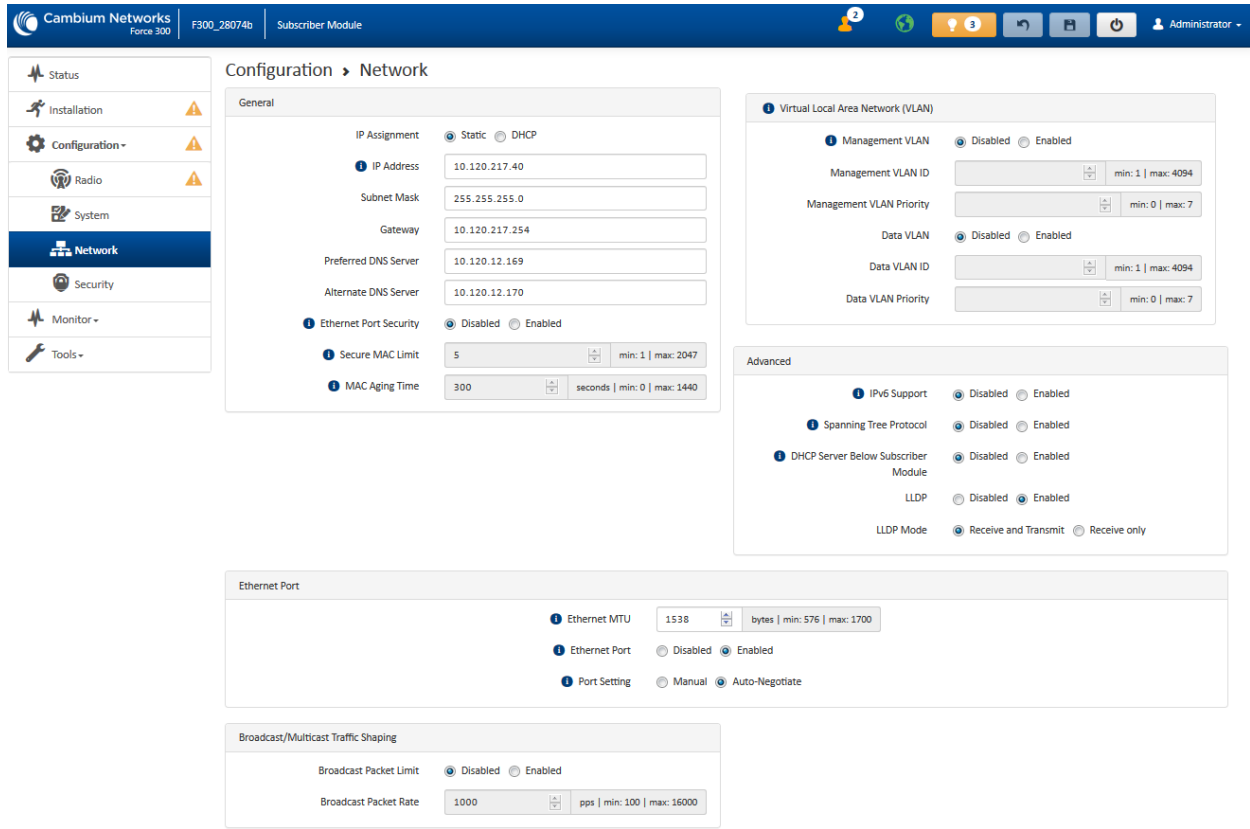 Cambium Networks
Force 300
F300_28074b
Subscriber Module
2
3
Administrator
Status
Installation
Configuration
Radio
System
Network
Security
Monitor
Tools
Configuration > Network
General
IP Assignment Static DHCP
IP Address 10.120.217.40
Subnet Mask 255.255.255.0
Gateway 10.120.217.254
Preferred DNS Server 10.120.12.169
Alternate DNS Server 10.120.12.170
Ethernet Port Security Disabled Enabled
Secure MAC Limit 5 min: 1 | max: 2047
MAC Aging Time 300 seconds | min: 0 | max: 1440
Virtual Local Area Network (VLAN)
Management VLAN Disabled Enabled
Management VLAN ID min: 1 | max: 4094
Management VLAN Priority min: 0 | max: 7
Data VLAN Disabled Enabled
Data VLAN ID min: 1 | max: 4094
Data VLAN Priority min: 0 | max: 7
Advanced
IPv6 Support Disabled Enabled
Spanning Tree Protocol Disabled Enabled
DHCP Server Below Subscriber Disabled Enabled
Module
LLDP Disabled Enabled
LLDP Mode Receive and Transmit Receive only
Ethernet Port
Ethernet MTU 1538 bytes | min: 576 | max: 1700
Ethernet Port Disabled Enabled
Port Setting Manual Auto-Negotiate
Broadcast/Multicast Traffic Shaping
Broadcast Packet Limit Disabled Enabled
Broadcast Packet Rate 1000 pps | min: 100 | max: 16000